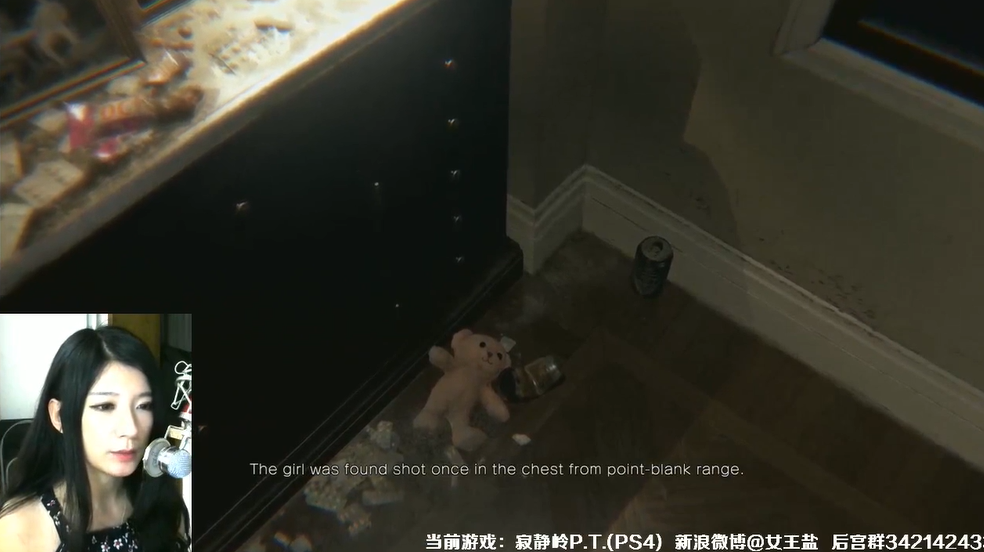 The girl was found shot once in the chest from point-blank range.
当前游戏：寂静岭P.T.(PS4) 新浪微博@女王盐 后宫群34214243